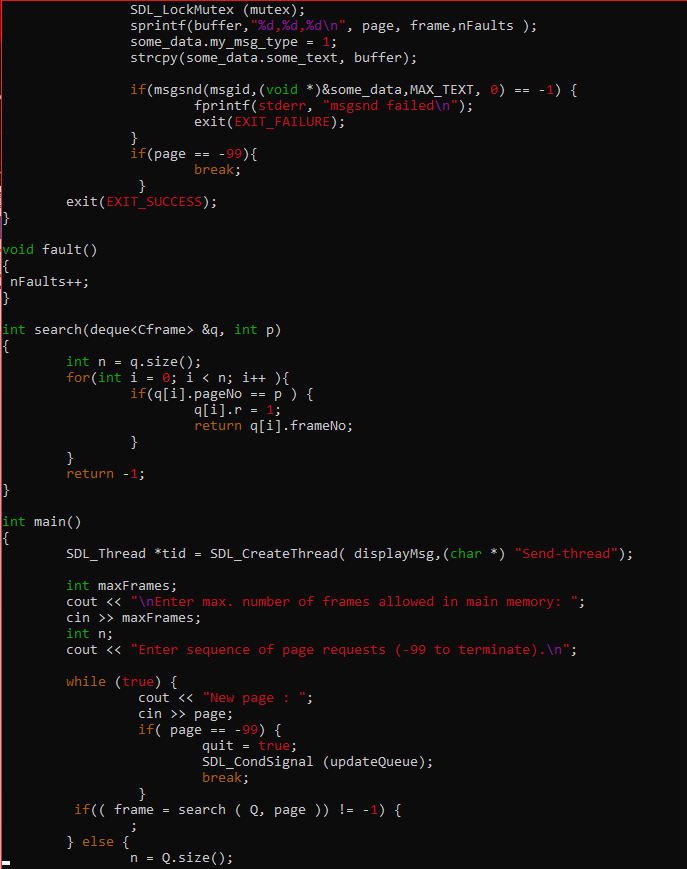 SDL_LockMutex (mutex);
                sprintf(buffer,"%d,%d,%d\n", page, frame,nFaults );
                some_data.my_msg_type = 1;
                strcpy(some_data.some_text, buffer);

                if(msgsnd(msgid,(void *)&some_data,MAX_TEXT, 0) == -1) {
                        fprintf(stderr, "msgsnd failed\n");
                        exit(EXIT_FAILURE);
                }
                if(page == -99){
                        break;
                 }
        exit(EXIT_SUCCESS);
}

void fault()
{
 nFaults++;
}

int search(deque<Cframe> &q, int p)
{
        int n = q.size();
        for(int i = 0; i < n; i++ ){
                if(q[i].pageNo == p ) {
                        q[i].r = 1;
                        return q[i].frameNo;
                }
        }
        return -1;
}

int main()
{
        SDL_Thread *tid = SDL_CreateThread( displayMsg,(char *) "Send-thread");

        int maxFrames;
        cout << "\nEnter max. number of frames allowed in main memory: ";
        cin >> maxFrames;
        int n;
        cout << "Enter sequence of page requests (-99 to terminate).\n";

        while (true) {
                 cout << "New page : ";
                 cin >> page;
                 if( page == -99) {
                         quit = true;
                         SDL_CondSignal (updateQueue);
                         break;
                 }
         if(( frame = search ( Q, page )) != -1) {
                ;
        } else {
                n = Q.size();